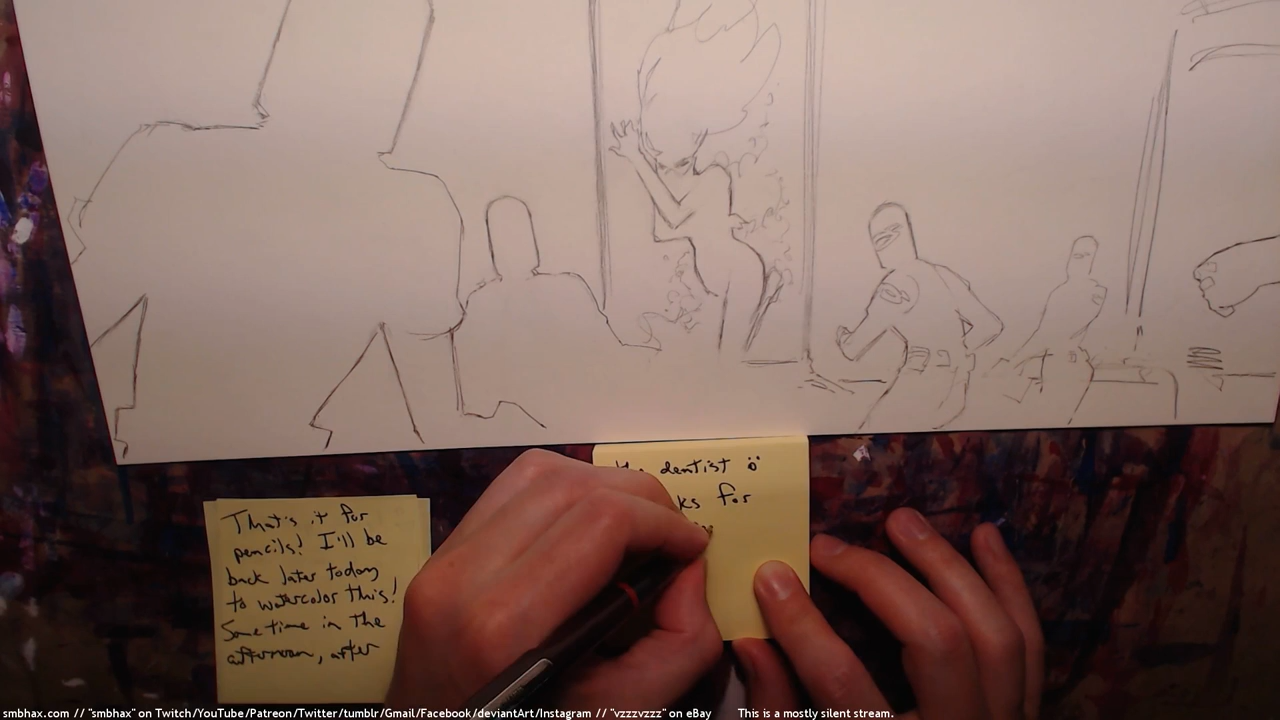 That's it for
pencils! I'll be
back later today
to watercolor this!
Sometime in the
afternoon, after
dentist ö
ks for
smbhax.com // "smbhax" on Twitch/YouTube/Patreon/Twitter/tumblr/Gmail/Facebook/deviantArt/Instagram // "vzzzvzzz" on eBay This is a mostly silent stream.